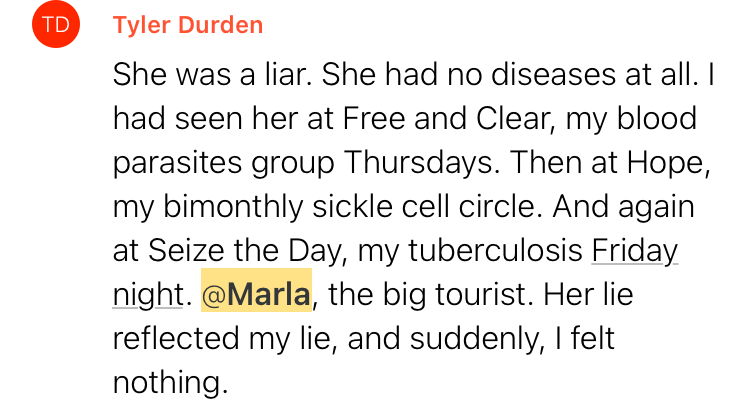 TD
Tyler Durden
She was a liar. She had no diseases at all. I
had seen her at Free and Clear, my blood
parasites group Thursdays. Then at Hope,
my bimonthly sickle cell circle. And again
at Seize the Day, my tuberculosis Friday
night. @Marla, the big tourist. Her lie
reflected my lie, and suddenly, I felt
nothing.